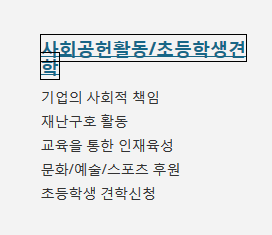 사회공헌활동/초등학생견
학
기업의 사회적 책임
재난구호 활동
교육을 통한 인재육성
문화/예술/스포츠 후원
초등학생 견학신청